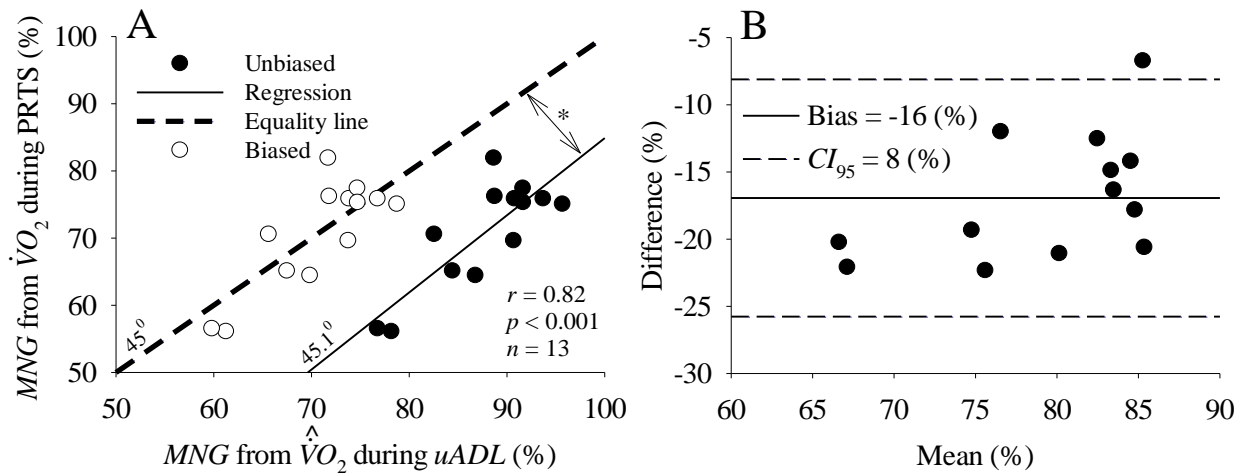 A
MNG from V̇O2 during PRTS (%)
100
90
80
70
60
50
Unbiased
Regression
Equality line
Biased
*
45⁰
45.1⁰
r = 0.82
p < 0.001
n = 13
50 60 70 80 90 100
MNG from V̇̂O2 during uADL (%)
B
Difference (%)
-5
-10
-15
-20
-25
-30
Bias = -16 (%)
CI95 = 8 (%)
60 65 70 75 80 85 90
Mean (%)